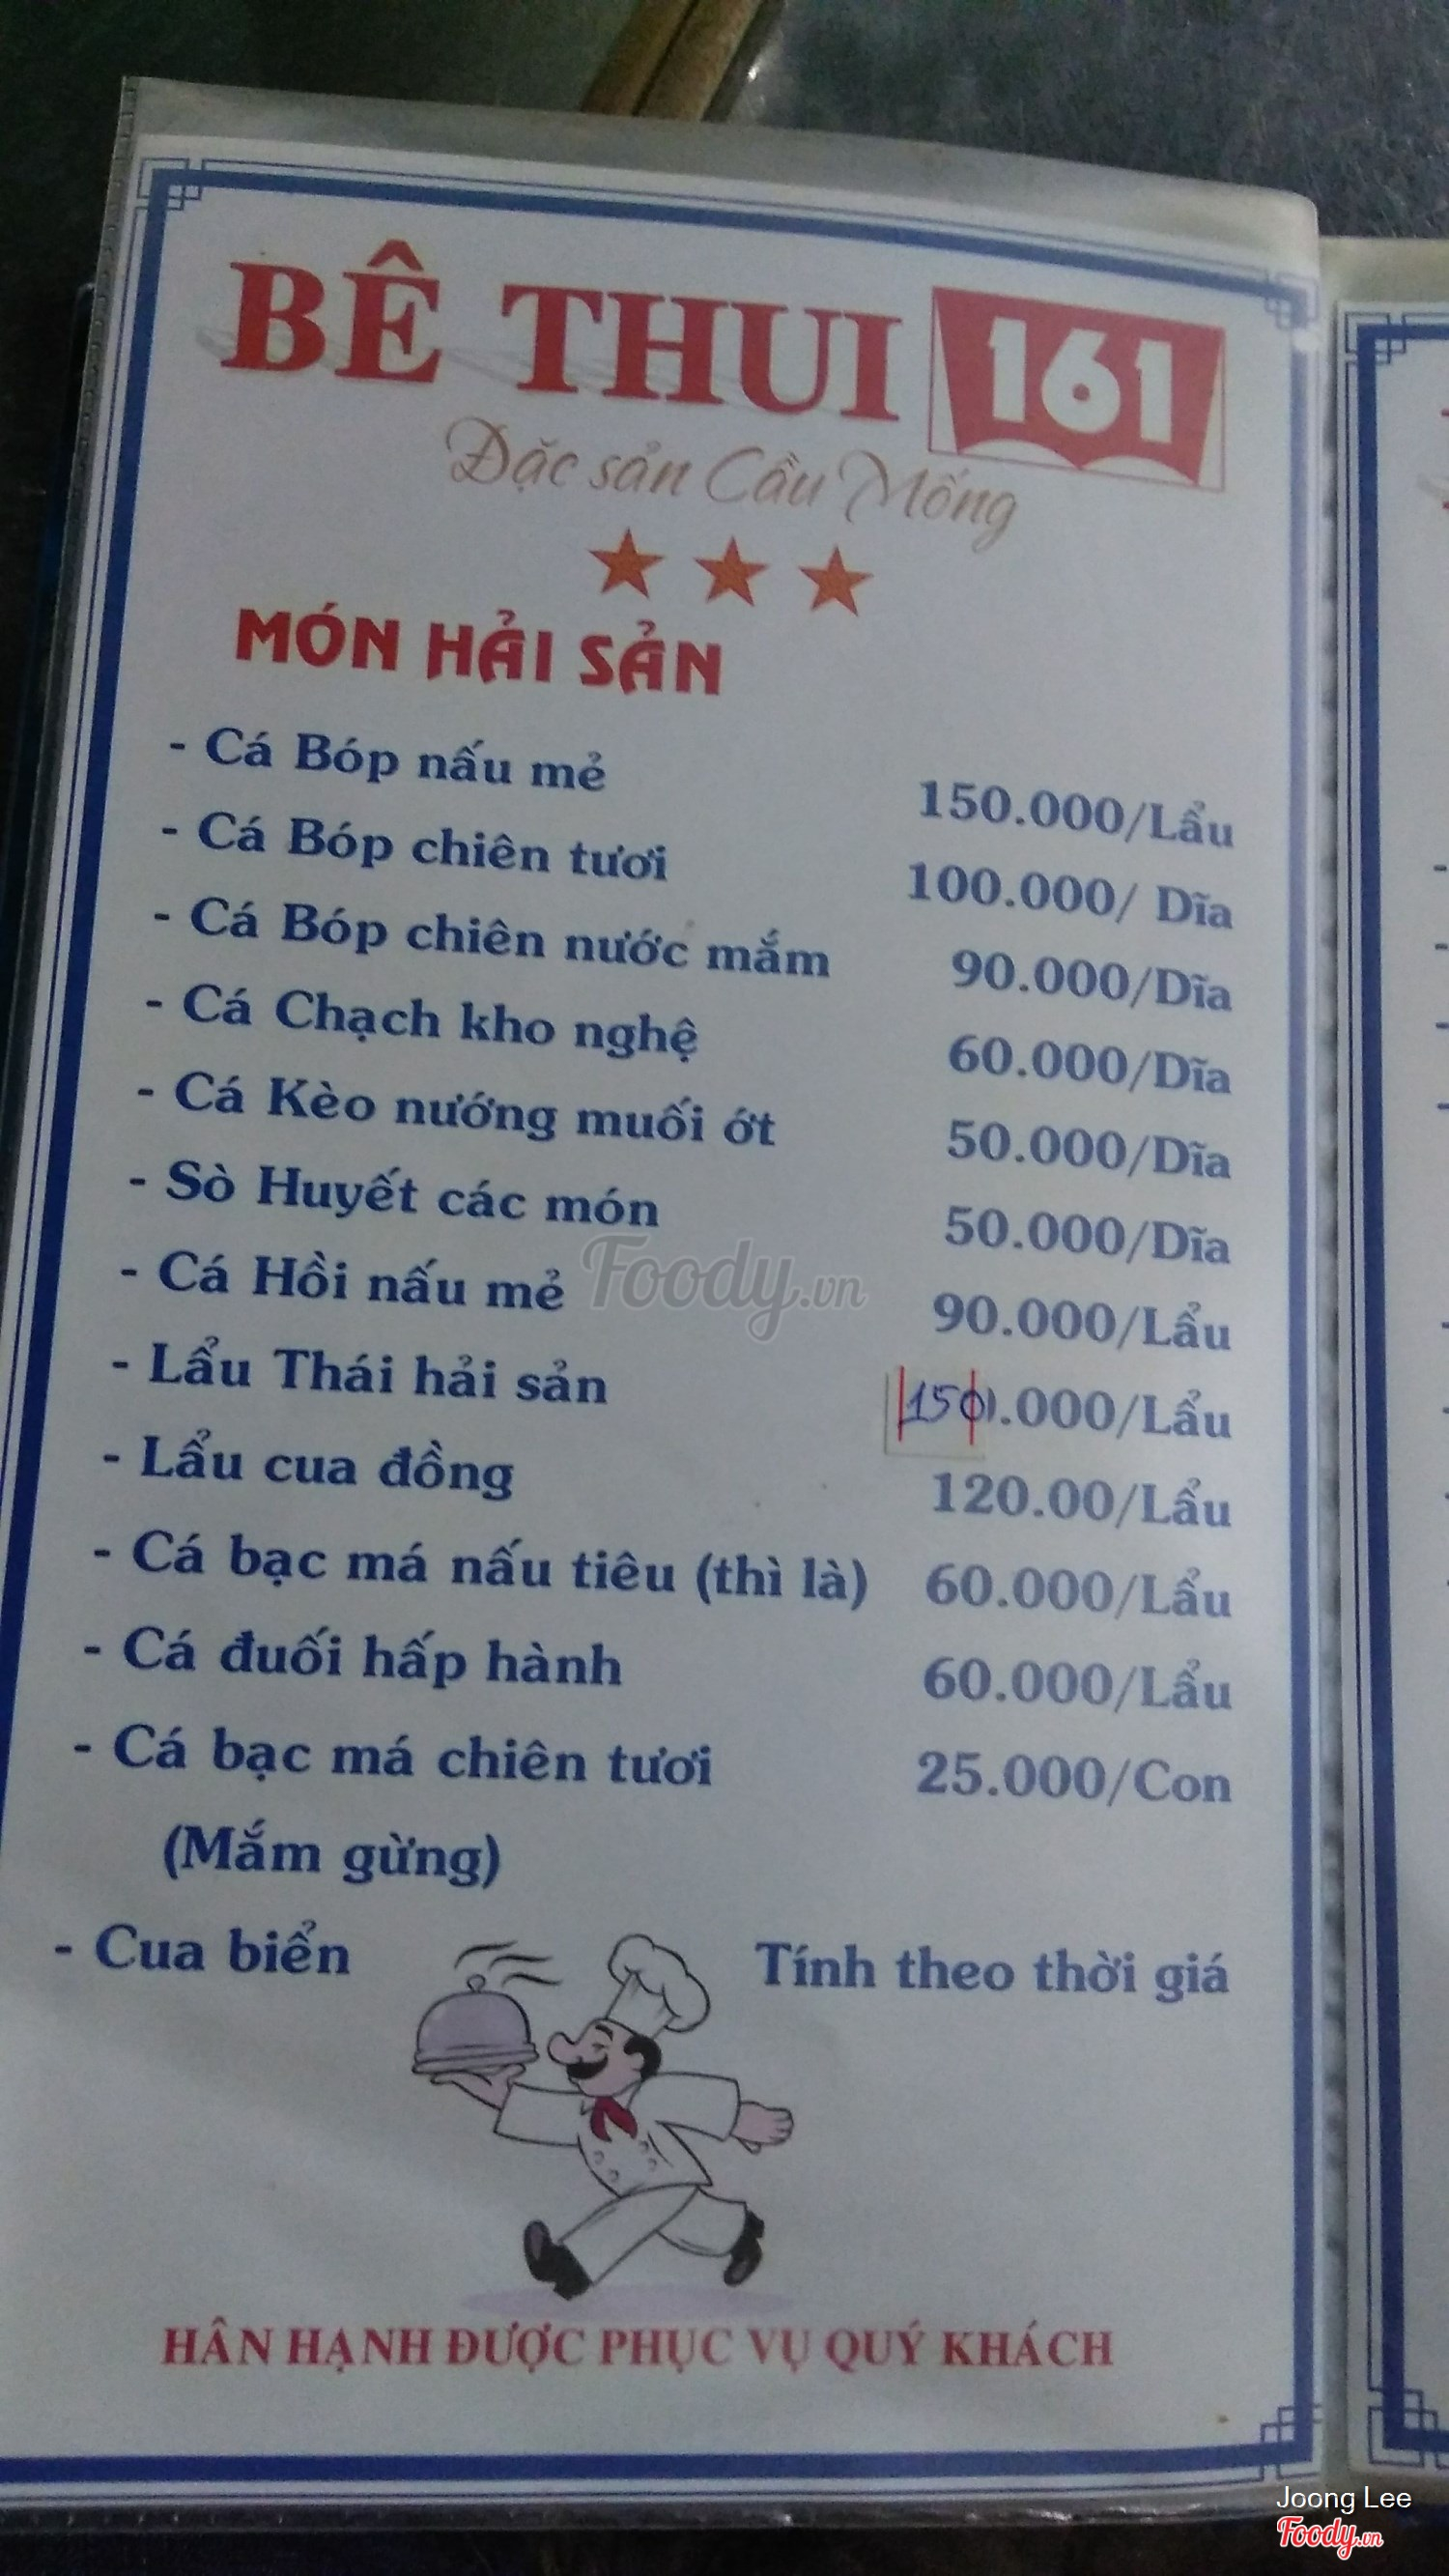 BÊ THUI 161
Đặc sản Cầu Mống
MÓN HẢI SẢN
- Cá Bóp nấu mẻ 150.000/Lẩu
- Cá Bóp chiên tươi 100.000/ Dĩa
- Cá Bóp chiên nước mắm 90.000/Dĩa
- Cá Chạch kho nghệ 60.000/Dĩa
- Cá Kèo nướng muối ớt 50.000/Dĩa
- Sò Huyết các món 50.000/Dĩa
- Cá Hồi nấu mẻ 90.000/Lẩu
- Lẩu Thái hải sản 150.000/Lẩu
- Lẩu cua đồng 120.00/Lẩu
- Cá bạc má nấu tiêu (thì là) 60.000/Lẩu
- Cá đuối hấp hành 60.000/Lẩu
- Cá bạc má chiên tươi 25.000/Con
(Mắm gừng)
- Cua biển Tính theo thời giá
HÂN HẠNH ĐƯỢC PHỤC VỤ QUÝ KHÁCH
Foody.vn
Joong Lee
Foody.vn